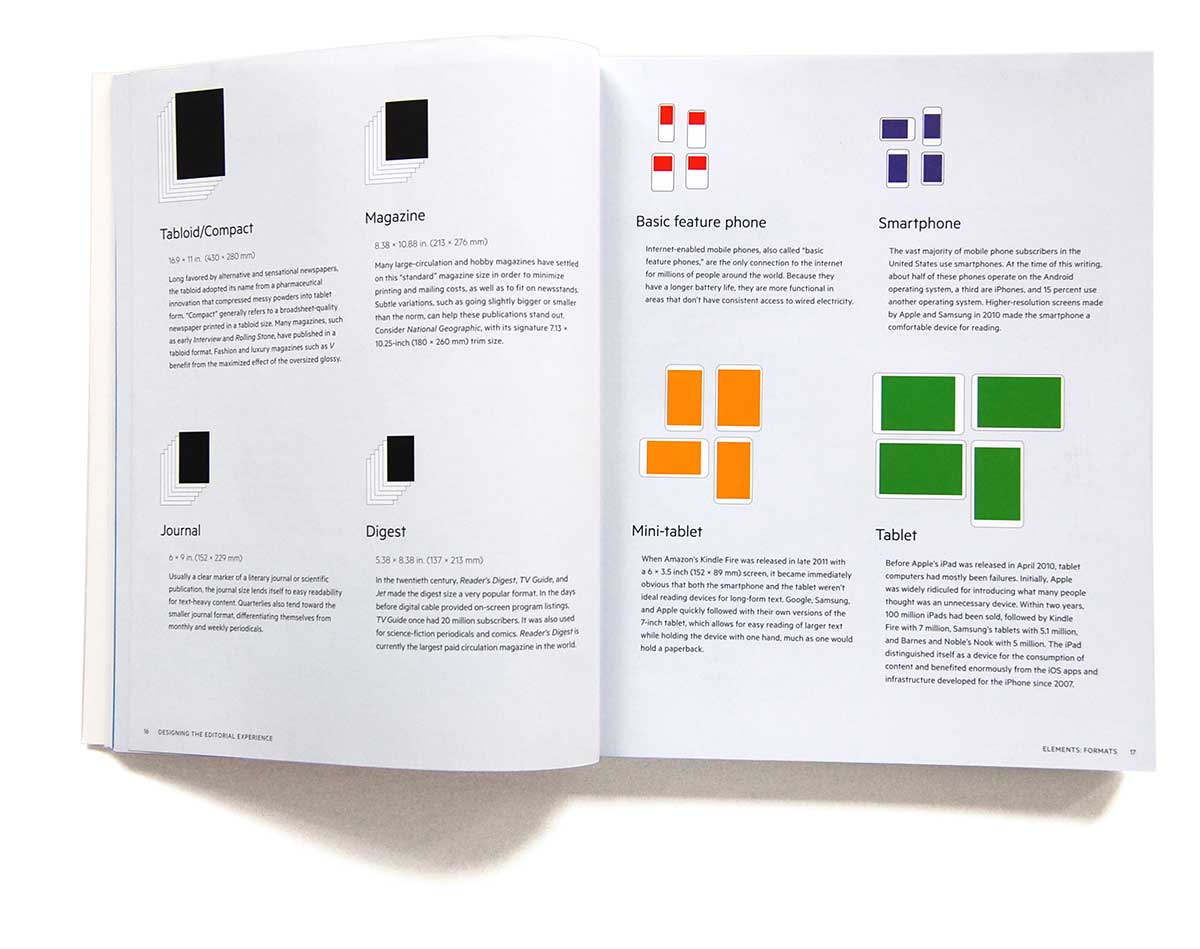 Tabloid/Compact
16.9 × 11 in. (430 × 280 mm)
Long favored by alternative and sensational newspapers,
the tabloid adopted its name from a pharmaceutical
innovation that compressed messy powders into tablet
form. “Compact” generally refers to a broadsheet-quality
newspaper printed in a tabloid size. Many magazines, such
as early Interview and Rolling Stone, have published in a
tabloid format. Fashion and luxury magazines such as V
benefit from the maximized effect of the oversized glossy.
Magazine
8.38 × 10.88 in. (213 × 276 mm)
Many large-circulation and hobby magazines have settled
on this “standard” magazine size in order to minimize
printing and mailing costs, as well as to fit on newsstands.
Subtle variations, such as going slightly bigger or smaller
than the norm, can help these publications stand out.
Consider National Geographic, with its signature 7.13 ×
10.25-inch (180 × 260 mm) trim size.
Journal
6 × 9 in. (152 × 229 mm)
Usually a clear marker of a literary journal or scientific
publication, the journal size lends itself to easy readability
for text-heavy content. Quarterlies also tend toward the
smaller journal format, differentiating themselves from
monthly and weekly periodicals.
Digest
5.38 × 8.38 in. (137 × 213 mm)
In the twentieth century, Reader’s Digest, TV Guide, and
Jet made the digest size a very popular format. In the days
before digital cable provided on-screen program listings,
TV Guide once had 20 million subscribers. It was also used
for science-fiction periodicals and comics. Reader’s Digest is
currently the largest paid circulation magazine in the world.
16 DESIGNING THE EDITORIAL EXPERIENCE
Basic feature phone
Internet-enabled mobile phones, also called “basic
feature phones,” are the only connection to the internet
for millions of people around the world. Because they
have a longer battery life, they are more functional in
areas that don’t have consistent access to wired electricity.
Smartphone
The vast majority of mobile phone subscribers in the
United States use smartphones. At the time of this writing,
about half of these phones operate on the Android
operating system, a third are iPhones, and 15 percent use
another operating system. Higher-resolution screens made
by Apple and Samsung in 2010 made the smartphone a
comfortable device for reading.
Mini-tablet
When Amazon’s Kindle Fire was released in late 2011 with
a 6 × 3.5 inch (152 × 89 mm) screen, it became immediately
obvious that both the smartphone and the tablet weren’t
ideal reading devices for long-form text. Google, Samsung,
and Apple quickly followed with their own versions of the
7-inch tablet, which allows for easy reading of larger text
while holding the device with one hand, much as one would
hold a paperback.
Tablet
Before Apple’s iPad was released in April 2010, tablet
computers had mostly been failures. Initially, Apple
was widely ridiculed for introducing what many people
thought was an unnecessary device. Within two years,
100 million iPads had been sold, followed by Kindle
Fire with 7 million, Samsung’s tablets with 5.1 million,
and Barnes and Noble’s Nook with 5 million. The iPad
distinguished itself as a device for the consumption of
content and benefited enormously from the iOS apps and
infrastructure developed for the iPhone since 2007.
ELEMENTS: FORMATS 17